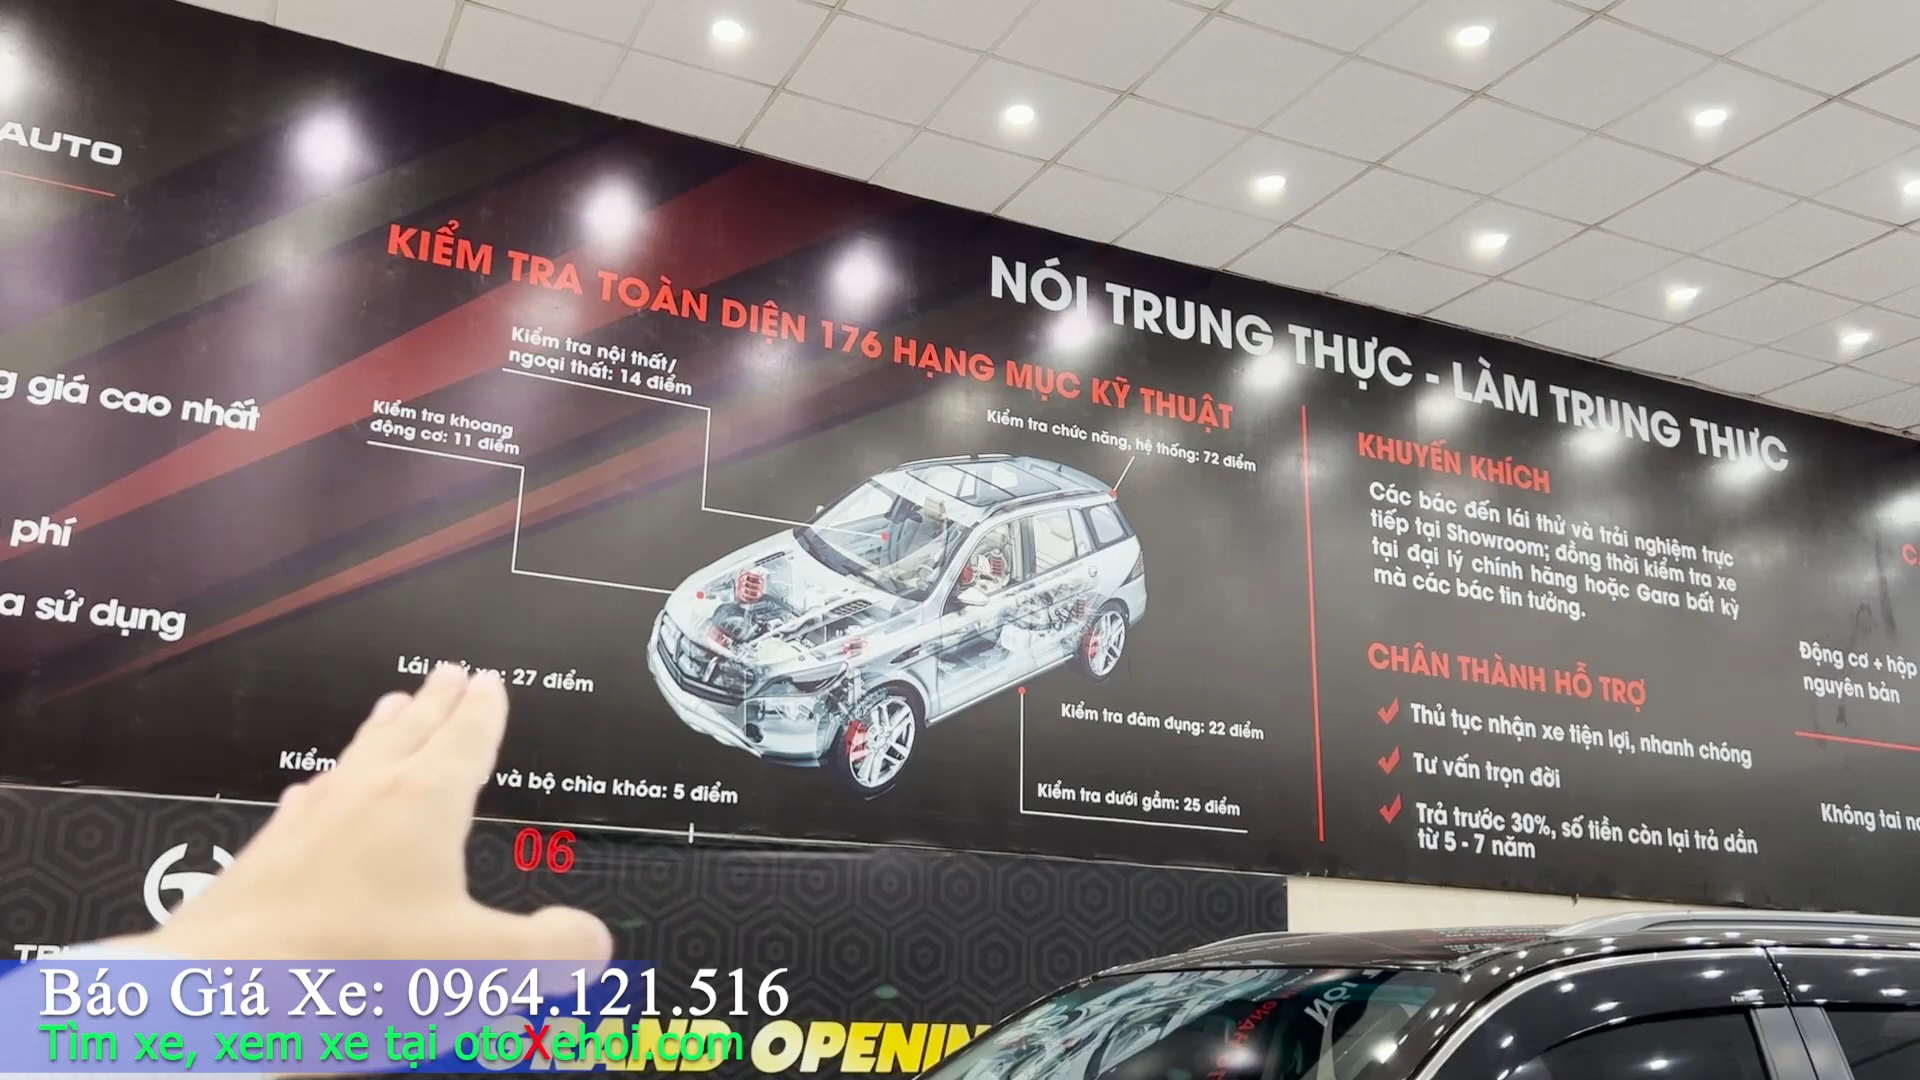 AUTO
g giá cao nhất
phí
a sử dụng
KIỂM TRA TOÀN DIỆN 176 HẠNG MỤC KỸ THUẬT
Kiểm tra nội thất/
ngoại thất: 14 điểm
Kiểm tra khoang
động cơ: 11 điểm
Kiểm tra chức năng, hệ thống: 72 điểm
Lái thử xe: 27 điểm
Kiểm
và bộ chìa khóa: 5 điểm
Kiểm tra đâm đụng: 22 điểm
Kiểm tra dưới gầm: 25 điểm
NÓI TRUNG THỰC - LÀM TRUNG THỰC
KHUYẾN KHÍCH
Các bác đến lái thử và trải nghiệm trực
tiếp tại Showroom; đồng thời kiểm tra xe
tại đại lý chính hãng hoặc Gara bất kỳ
mà các bác tin tưởng.
CHÂN THÀNH HỖ TRỢ
Thủ tục nhận xe tiện lợi, nhanh chóng
Tư vấn trọn đời
Trả trước 30%, số tiền còn lại trả dần
từ 5 - 7 năm
Động cơ + hộp
nguyên bản
Không tai
06
Báo Giá Xe: 0964.121.516
Tìm xe, xem xe tại otoXehoi.com
OPENIN